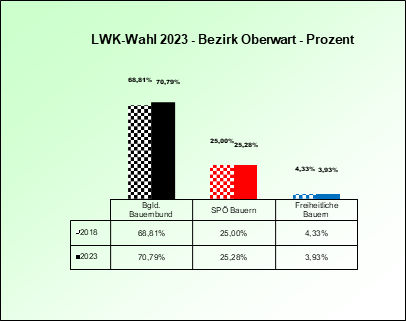 LWK-Wahl 2023 - Bezirk Oberwart - Prozent
68,81% 70,79%
25,00% 25,28%
4,33% 3,93%
Bgld. Bauernbund SPÖ Bauern Freiheitliche Bauern
2018 68,81% 25,00% 4,33%
2023 70,79% 25,28% 3,93%